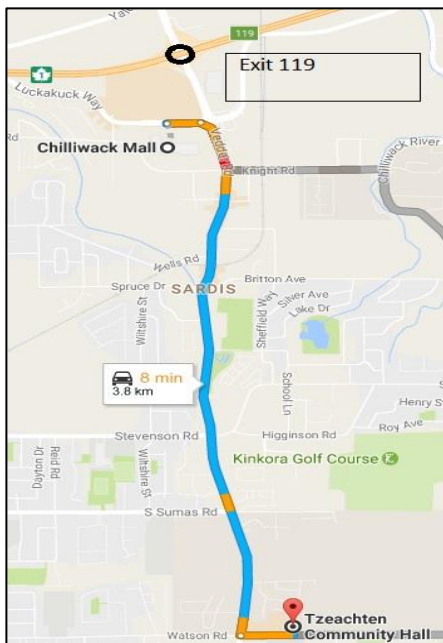 Yale
119
Exit 119
1
Luckakuck Way
Rd
Vedder Rd
Chilliwack Mall
Knight Rd
Chilliwack River
Wells Rd
Spruce Dr
SARDIS
Britton Ave
Silver Ave
Lake Dr
Wiltshire St
Sheffield Way
8 min
3.8 km
School Ln
Henry St
Roy Ave
Stevenson Rd
Higginson Rd
Dayton Dr
Reid Rd
Wiltshire St
Kinkora Golf Course
S Sumas Rd
Tzeachten
Community Hall
Watson Rd